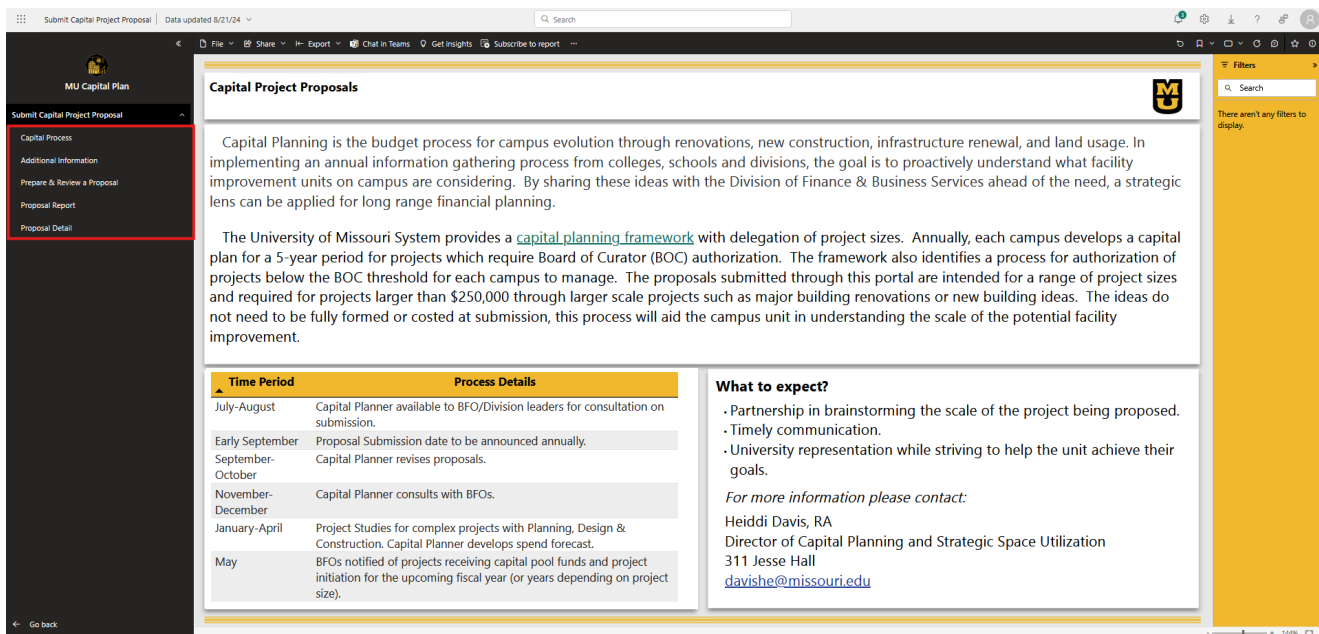 Submit Capital Project Proposal | Data updated 8/21/24
Search
3
File Share Export Chat in Teams Get insights Subscribe to report ...
MU Capital Plan
Submit Capital Project Proposal
Capital Process
Additional Information
Prepare & Review a Proposal
Proposal Report
Proposal Detail
Go back
Capital Project Proposals
MU
Capital Planning is the budget process for campus evolution through renovations, new construction, infrastructure renewal, and land usage. In
implementing an annual information gathering process from colleges, schools and divisions, the goal is to proactively understand what facility
improvement units on campus are considering. By sharing these ideas with the Division of Finance & Business Services ahead of the need, a strategic
lens can be applied for long range financial planning.
The University of Missouri System provides a capital planning framework with delegation of project sizes. Annually, each campus develops a capital
plan for a 5-year period for projects which require Board of Curator (BOC) authorization. The framework also identifies a process for authorization of
projects below the BOC threshold for each campus to manage. The proposals submitted through this portal are intended for a range of project sizes
and required for projects larger than $250,000 through larger scale projects such as major building renovations or new building ideas. The ideas do
not need to be fully formed or costed at submission, this process will aid the campus unit in understanding the scale of the potential facility
improvement.
Time Period Process Details
July-August Capital Planner available to BFO/Division leaders for consultation on
submission.
Early September Proposal Submission date to be announced annually.
September- Capital Planner revises proposals.
October
November- Capital Planner consults with BFOs.
December
January-April Project Studies for complex projects with Planning, Design &
Construction. Capital Planner develops spend forecast.
May BFOs notified of projects receiving capital pool funds and project
initiation for the upcoming fiscal year (or years depending on project
size).
What to expect?
• Partnership in brainstorming the scale of the project being proposed.
• Timely communication.
• University representation while striving to help the unit achieve their
goals.
For more information please contact:
Heiddi Davis, RA
Director of Capital Planning and Strategic Space Utilization
311 Jesse Hall
davishe@missouri.edu
Filters
Search
There aren't any filters to
display.